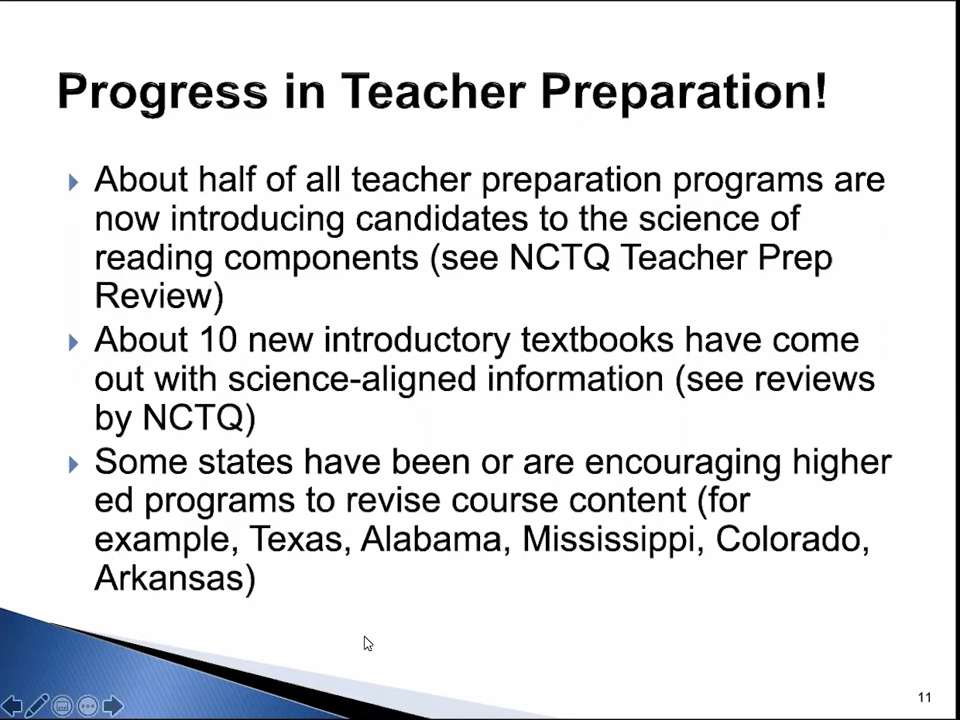 Progress in Teacher Preparation!
About half of all teacher preparation programs are
now introducing candidates to the science of
reading components (see NCTQ Teacher Prep
Review)
About 10 new introductory textbooks have come
out with science-aligned information (see reviews
by NCTQ)
Some states have been or are encouraging higher
ed programs to revise course content (for
example, Texas, Alabama, Mississippi, Colorado,
Arkansas)
11